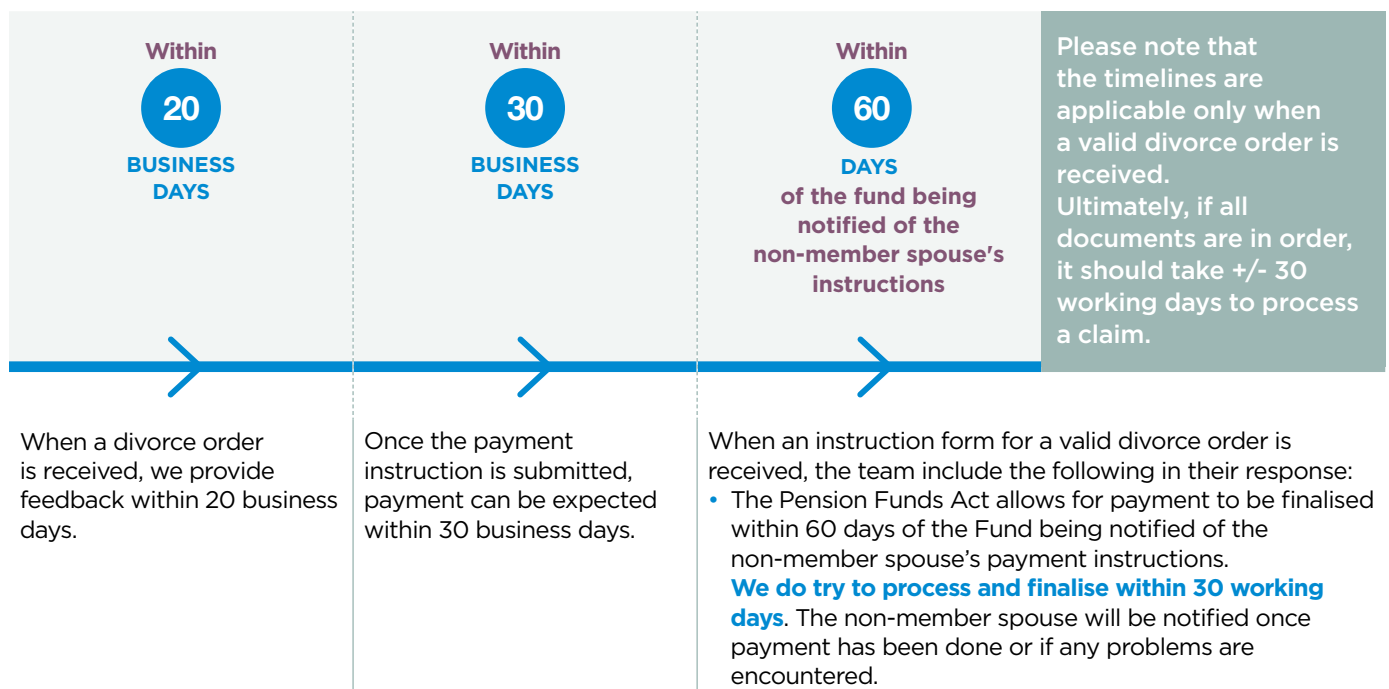 Within
20
BUSINESS
DAYS
Within
30
BUSINESS
DAYS
Within
60
DAYS
of the fund being
notified of the
non-member spouse's
instructions
Please note that
the timelines are
applicable only when
a valid divorce order is
received.
Ultimately, if all
documents are in order,
it should take +/- 30
working days to process
a claim.
When a divorce order
is received, we provide
feedback within 20 business
days.
Once the payment
instruction is submitted,
payment can be expected
within 30 business days.
When an instruction form for a valid divorce order is
received, the team include the following in their response:
• The Pension Funds Act allows for payment to be finalised
within 60 days of the Fund being notified of the
non-member spouse’s payment instructions.
We do try to process and finalise within 30 working
days. The non-member spouse will be notified once
payment has been done or if any problems are
encountered.